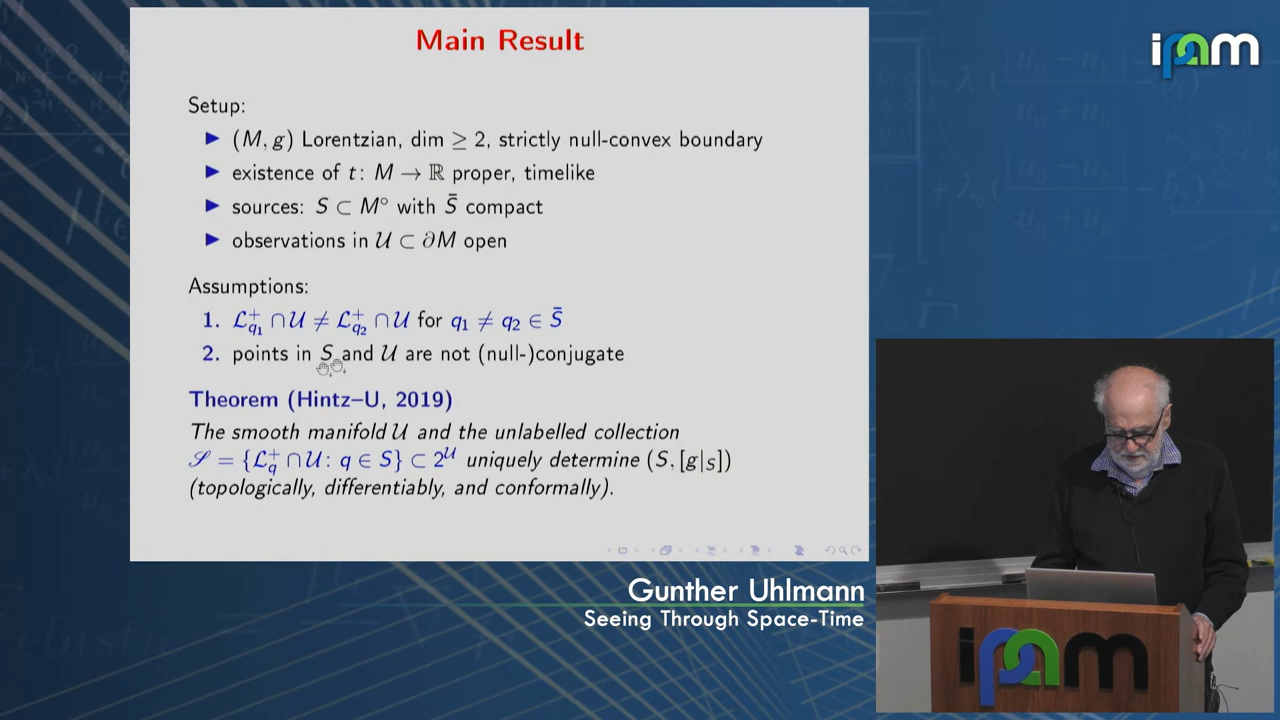 Main Result
Setup:
(M, g) Lorentzian, dim ≥ 2, strictly null-convex boundary
existence of t: M → ℝ proper, timelike
sources: S ⊂ M° with S̄ compact
observations in 𝒰 ⊂ ∂M open
Assumptions:
1. ℒ⁺_{q₁} ∩ 𝒰 ≠ ℒ⁺_{q₂} ∩ 𝒰 for q₁ ≠ q₂ ∈ S̄
2. points in S and 𝒰 are not (null-)conjugate
Theorem (Hintz–U, 2019)
The smooth manifold 𝒰 and the unlabelled collection
𝒮 = {ℒ⁺_q ∩ 𝒰: q ∈ S} ⊂ 2^𝒰 uniquely determine (S, [g|_S])
(topologically, differentiably, and conformally).
Gunther Uhlmann
Seeing Through Space-Time
ipam
ipam